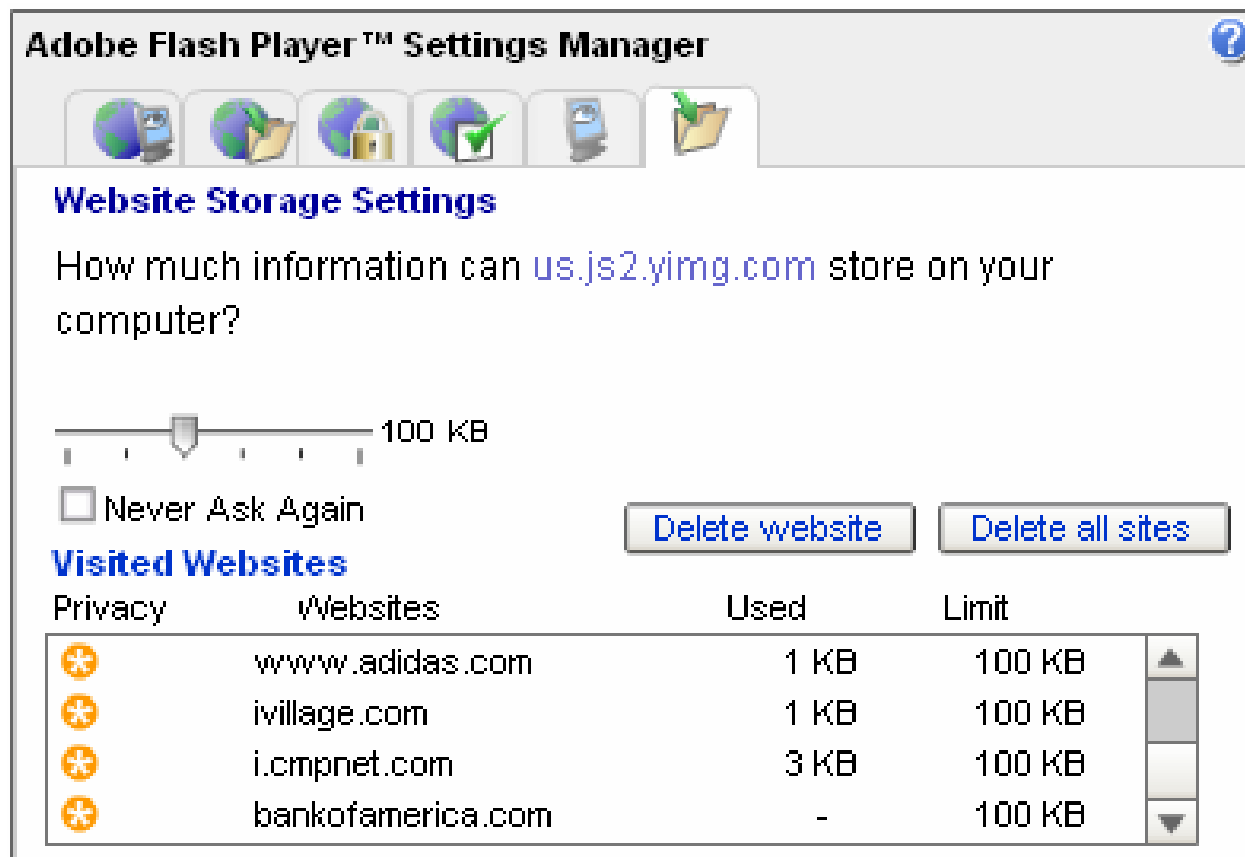 Adobe Flash Player™ Settings Manager
?
Website Storage Settings
How much information can us.js2.yimg.com store on your
computer?
100 KB
Never Ask Again
Delete website Delete all sites
Visited Websites
Privacy Websites Used Limit
www.adidas.com 1 KB 100 KB
ivillage.com 1 KB 100 KB
i.cmpnet.com 3 KB 100 KB
bankofamerica.com - 100 KB